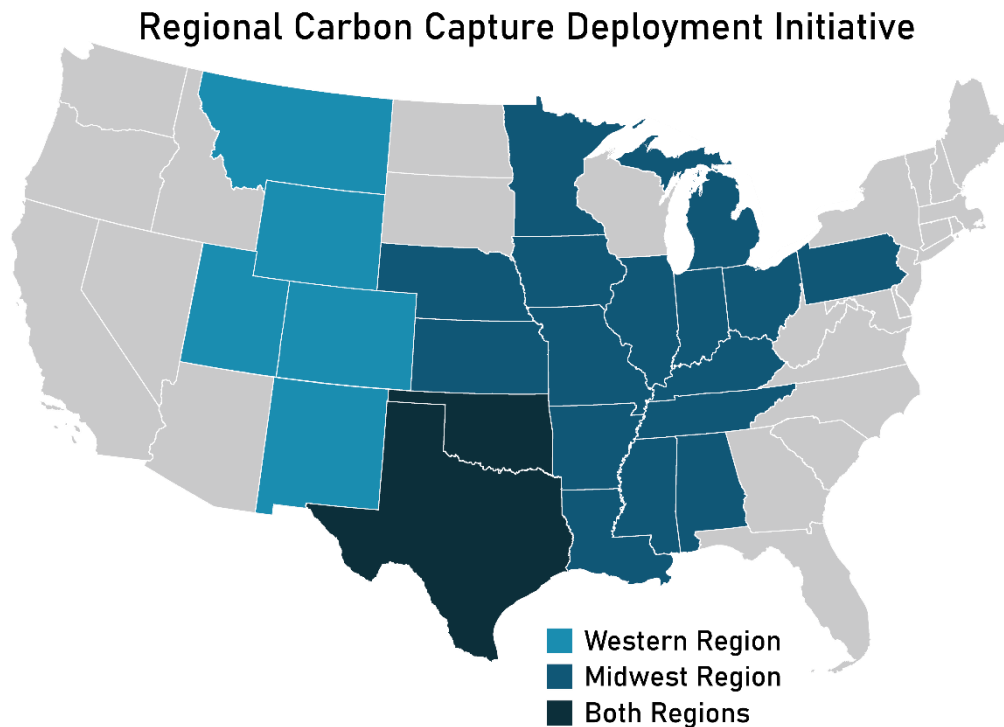 Regional Carbon Capture Deployment Initiative
Western Region
Midwest Region
Both Regions